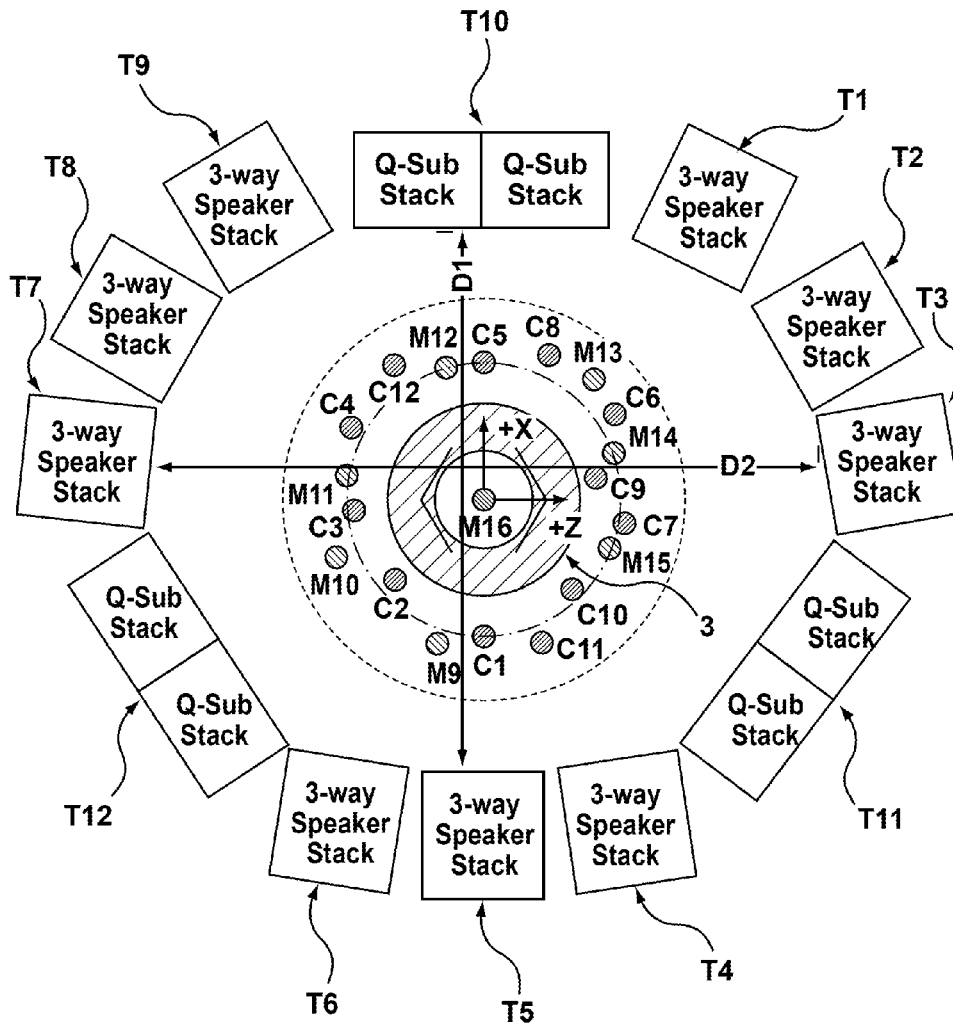 T10
T9
T1
T8
Q-Sub
Stack
Q-Sub
Stack
T2
3-way
Speaker
Stack
3-way
Speaker
Stack
T7
3-way
Speaker
Stack
D1
3-way
Speaker
Stack
T3
M12
C5
C8
M13
C12
C6
C4
M14
+X
3-way
Speaker
Stack
D2
3-way
Speaker
Stack
M11
C9
M16
+Z
C3
C7
M15
M10
C2
C10
3
M9
C1
C11
Q-Sub
Stack
Q-Sub
Stack
Q-Sub
Stack
Q-Sub
Stack
T12
T11
3-way
Speaker
Stack
3-way
Speaker
Stack
3-way
Speaker
Stack
T6
T5
T4